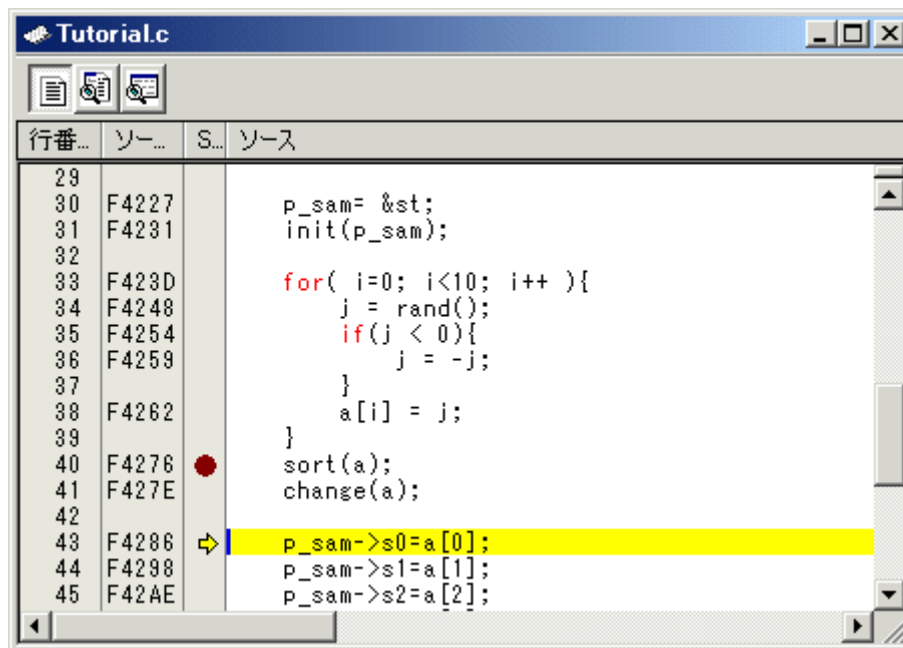 Tutorial.c
行番... ソー... S... ソース
29
30 F4227 p_sam= &st;
31 F4231 init(p_sam);
32
33 F423D for( i=0; i<10; i++ ){
34 F4248 j = rand();
35 F4254 if(j < 0){
36 F4259 j = -j;
37 }
38 F4262 a[i] = j;
39 }
40 F4276 sort(a);
41 F427E change(a);
42
43 F4286 p_sam->s0=a[0];
44 F4298 p_sam->s1=a[1];
45 F42AE p_sam->s2=a[2];